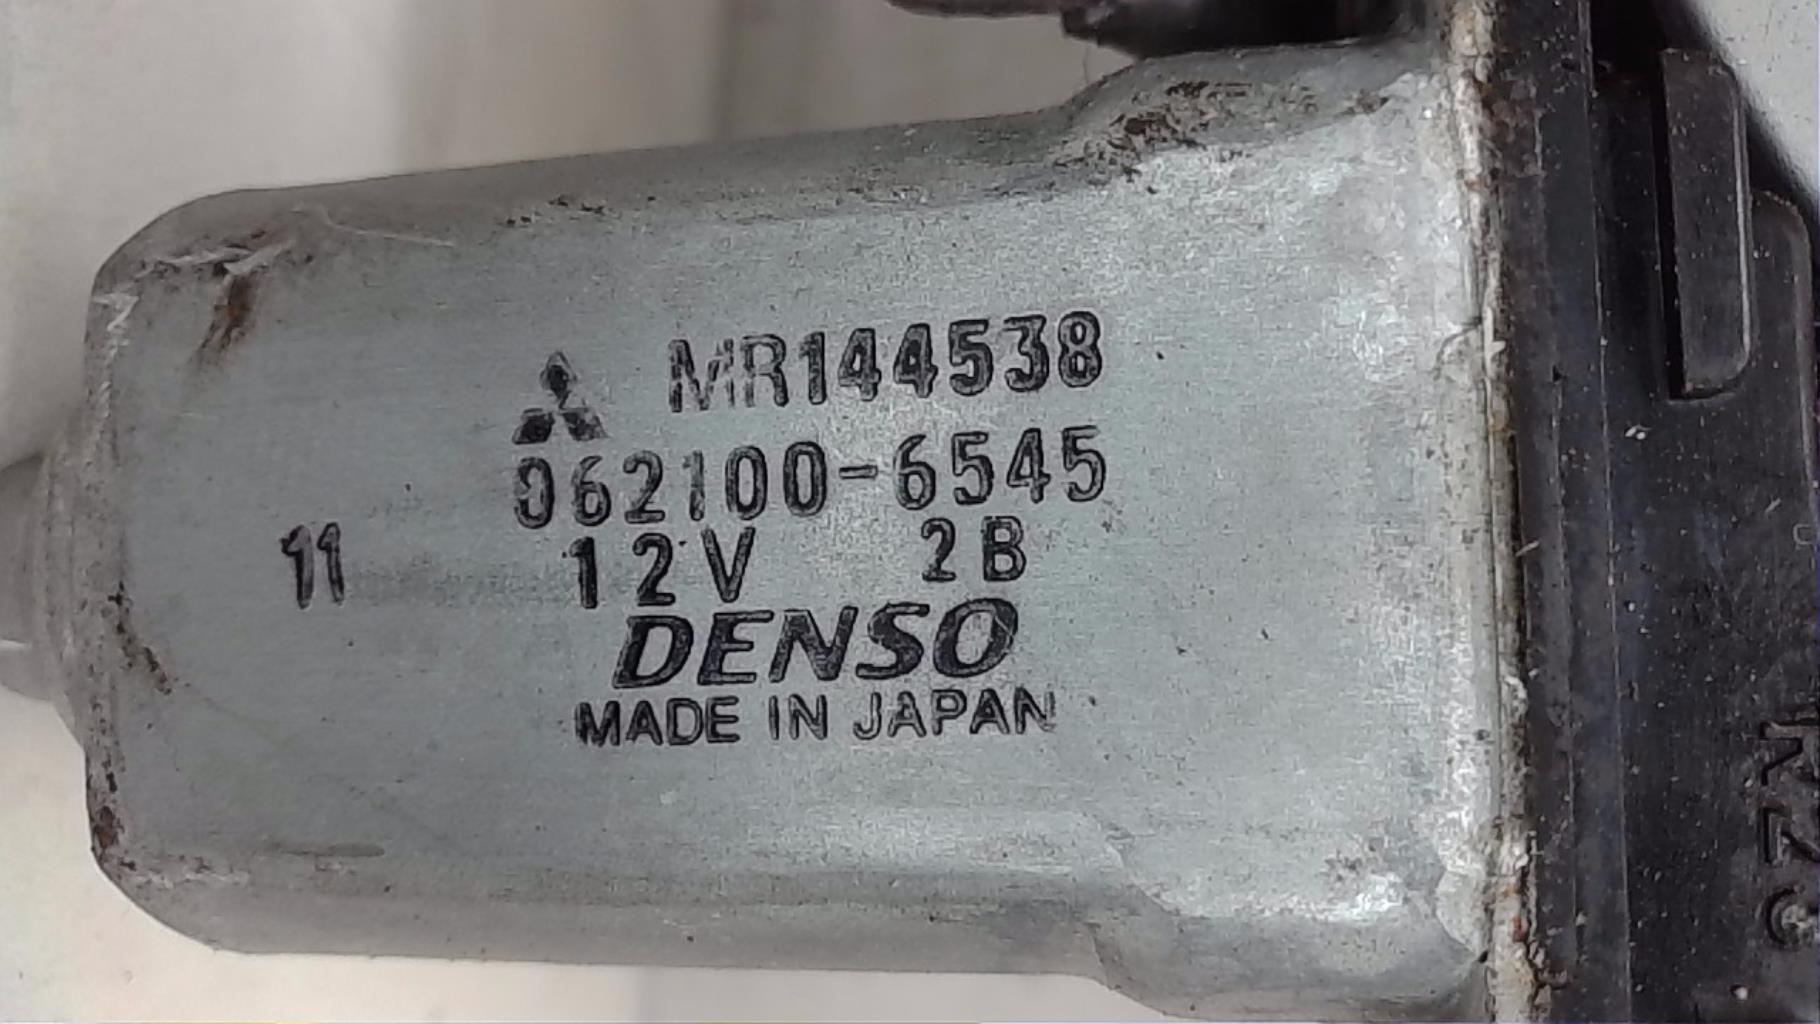 MR144538
062100-6545
11 12V 2B
DENSO
MADE IN JAPAN